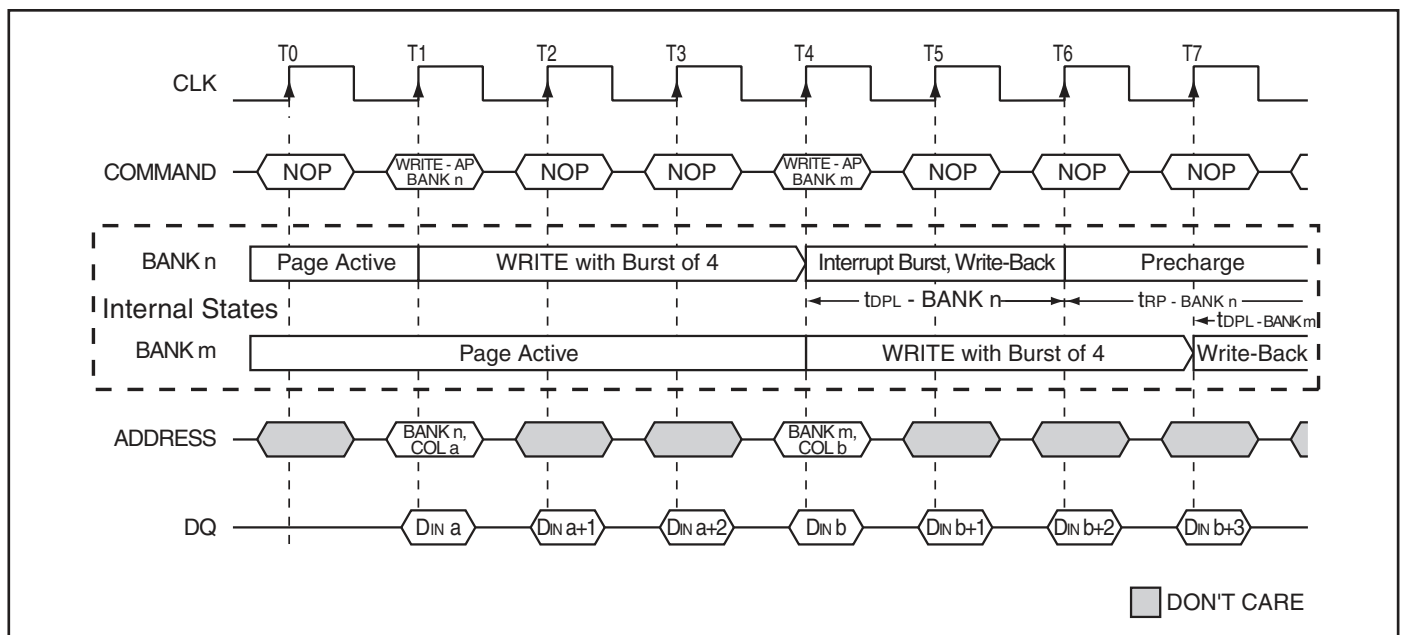 T0 T1 T2 T3 T4 T5 T6 T7
CLK
COMMAND NOP WRITE - AP BANK n NOP NOP WRITE - AP BANK m NOP NOP NOP
BANK n Page Active WRITE with Burst of 4 Interrupt Burst, Write-Back Precharge
tDPL - BANK n tRP - BANK n
Internal States
tDPL - BANK m
BANK m Page Active WRITE with Burst of 4 Write-Back
ADDRESS BANK n, COL a BANK m, COL b
DQ DIN a DIN a+1 DIN a+2 DIN b DIN b+1 DIN b+2 DIN b+3
DON'T CARE